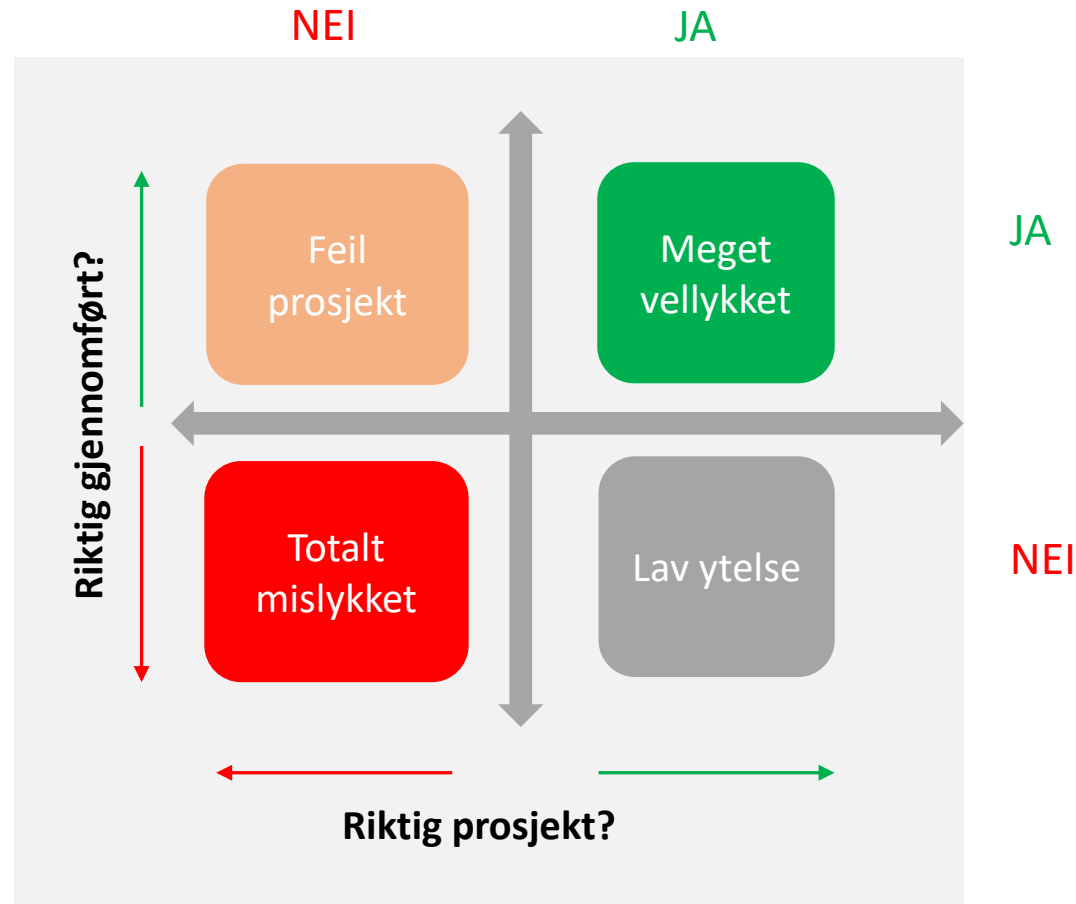 NEI
JA
Feil
prosjekt
Meget
vellykket
JA
Riktig gjennomført?
Totalt
mislykket
Lav ytelse
NEI
Riktig prosjekt?